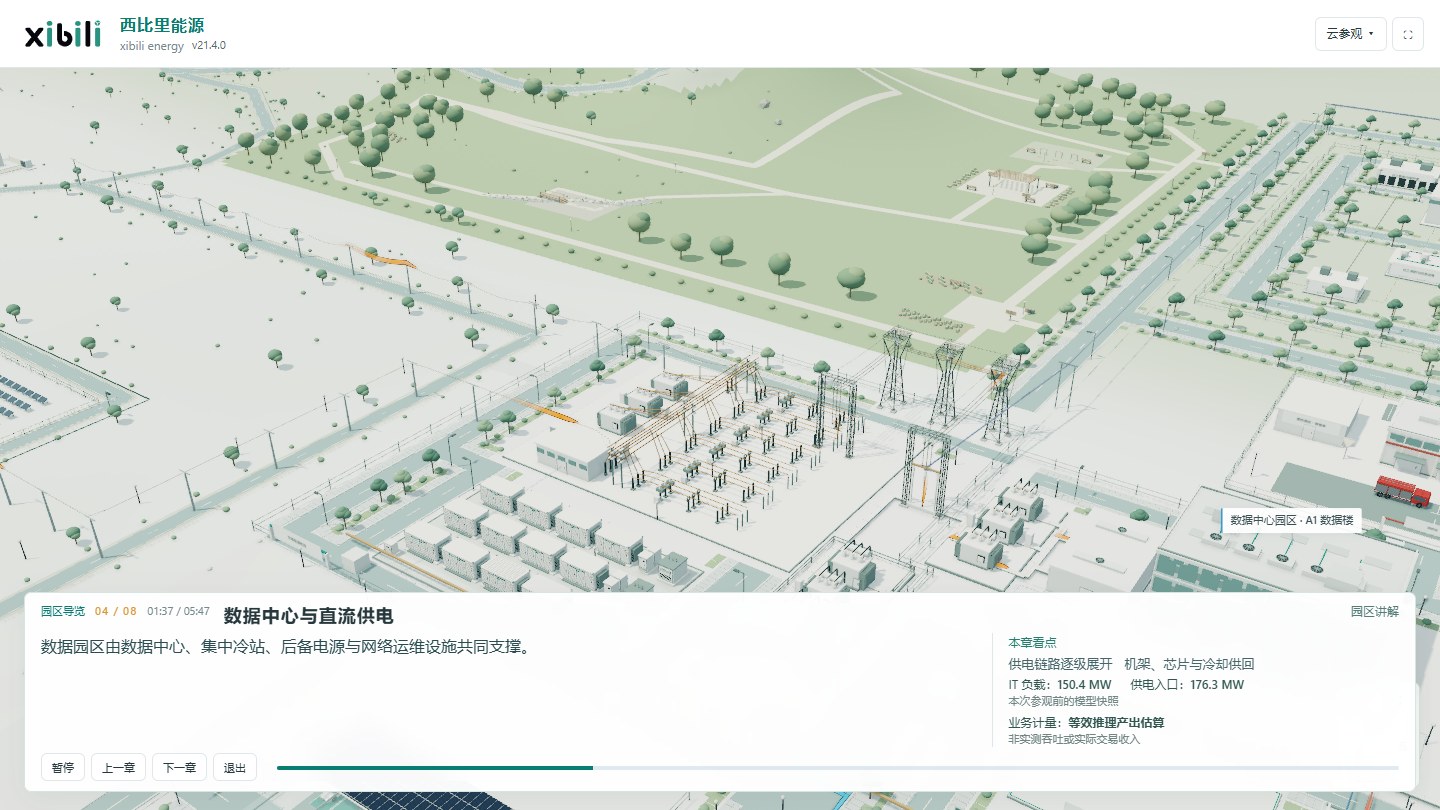 xibili
西比里能源
xibili energy v21.4.0
云参观
园区导览 04 / 08 01:37 / 05:47 数据中心与直流供电
园区讲解
数据园区由数据中心、集中冷站、后备电源与网络运维设施共同支撑。
本章看点
供电链路逐级展开 机架、芯片与冷却供回
IT 负载：150.4 MW 供电入口：176.3 MW
本次参观前的模型快照
业务计量：等效推理产出估算
非实测吞吐或实际交易收入
数据中心园区 · A1 数据楼
暂停 上一章 下一章 退出